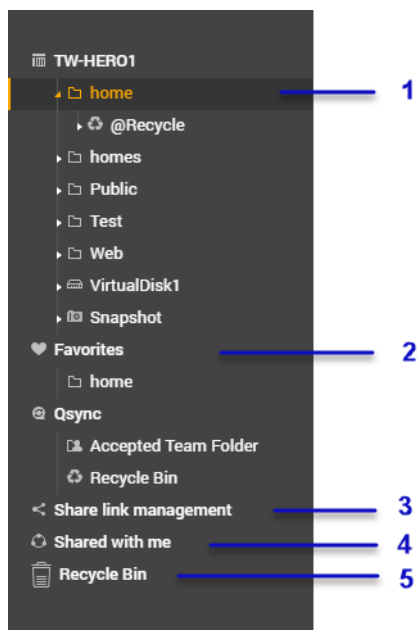 TW-HERO1
home 1
@Recycle
homes
Public
Test
Web
VirtualDisk1
Snapshot
Favorites 2
home
Qsync
Accepted Team Folder
Recycle Bin
Share link management 3
Shared with me 4
Recycle Bin 5